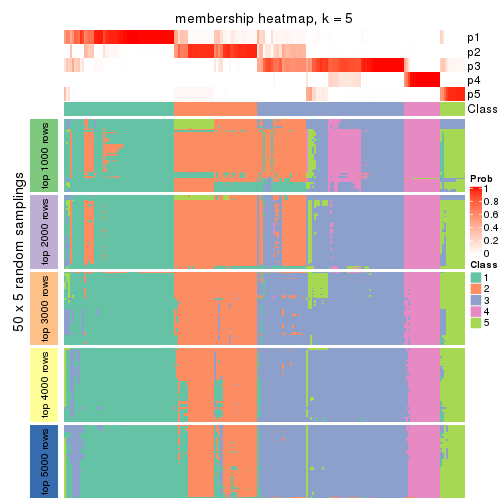 membership heatmap, k = 5
p1
p2
p3
p4
p5
Class
50 x 5 random samplings
top 1000 rows
top 2000 rows
top 3000 rows
top 4000 rows
top 5000 rows
Prob
1
0.8
0.6
0.4
0.2
0
Class
1
2
3
4
5